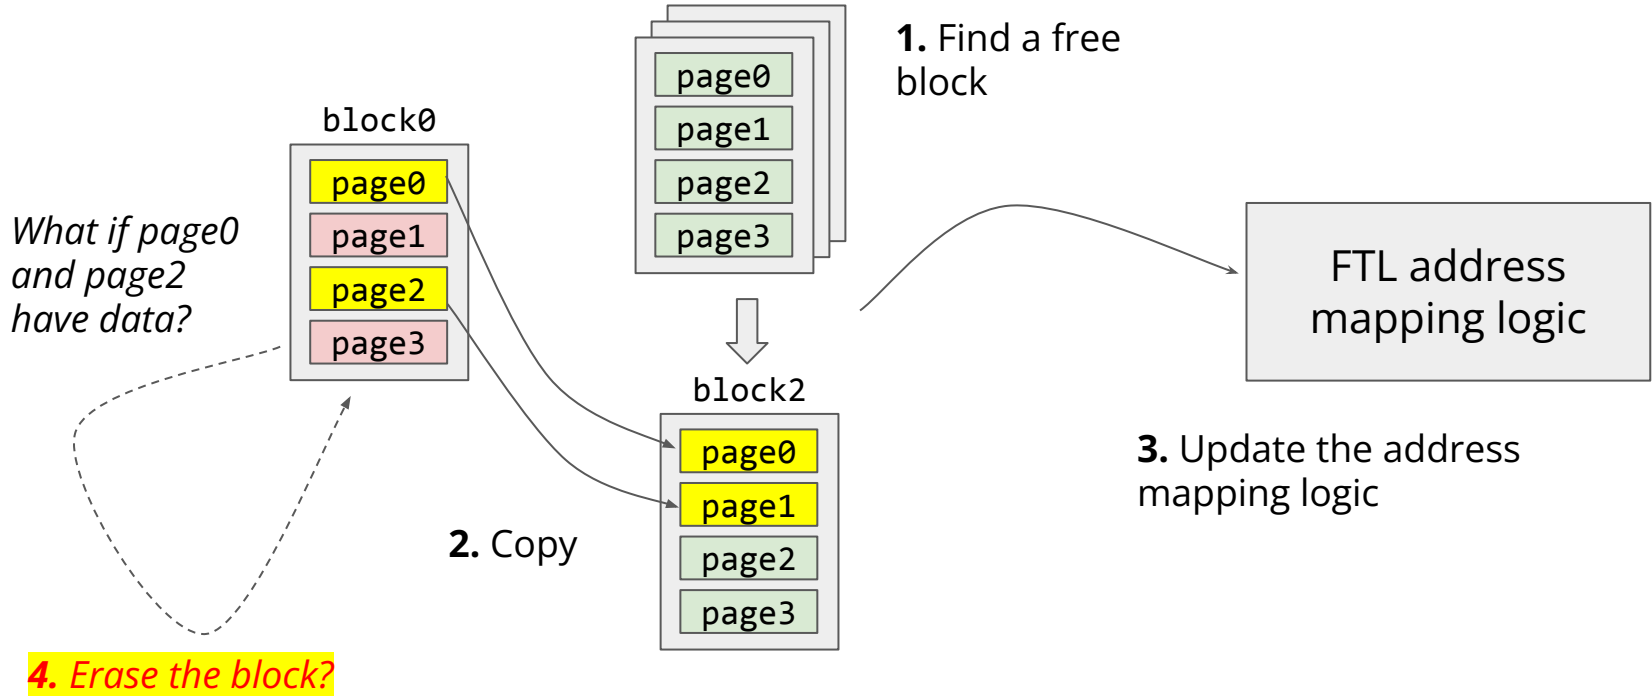 1. Find a free
block
page0
page1
page2
page3
block0
page0
page1
page2
page3
What if page0
and page2
have data?
FTL address
mapping logic
block2
page0
page1
page2
page3
2. Copy
3. Update the address
mapping logic
4. Erase the block?